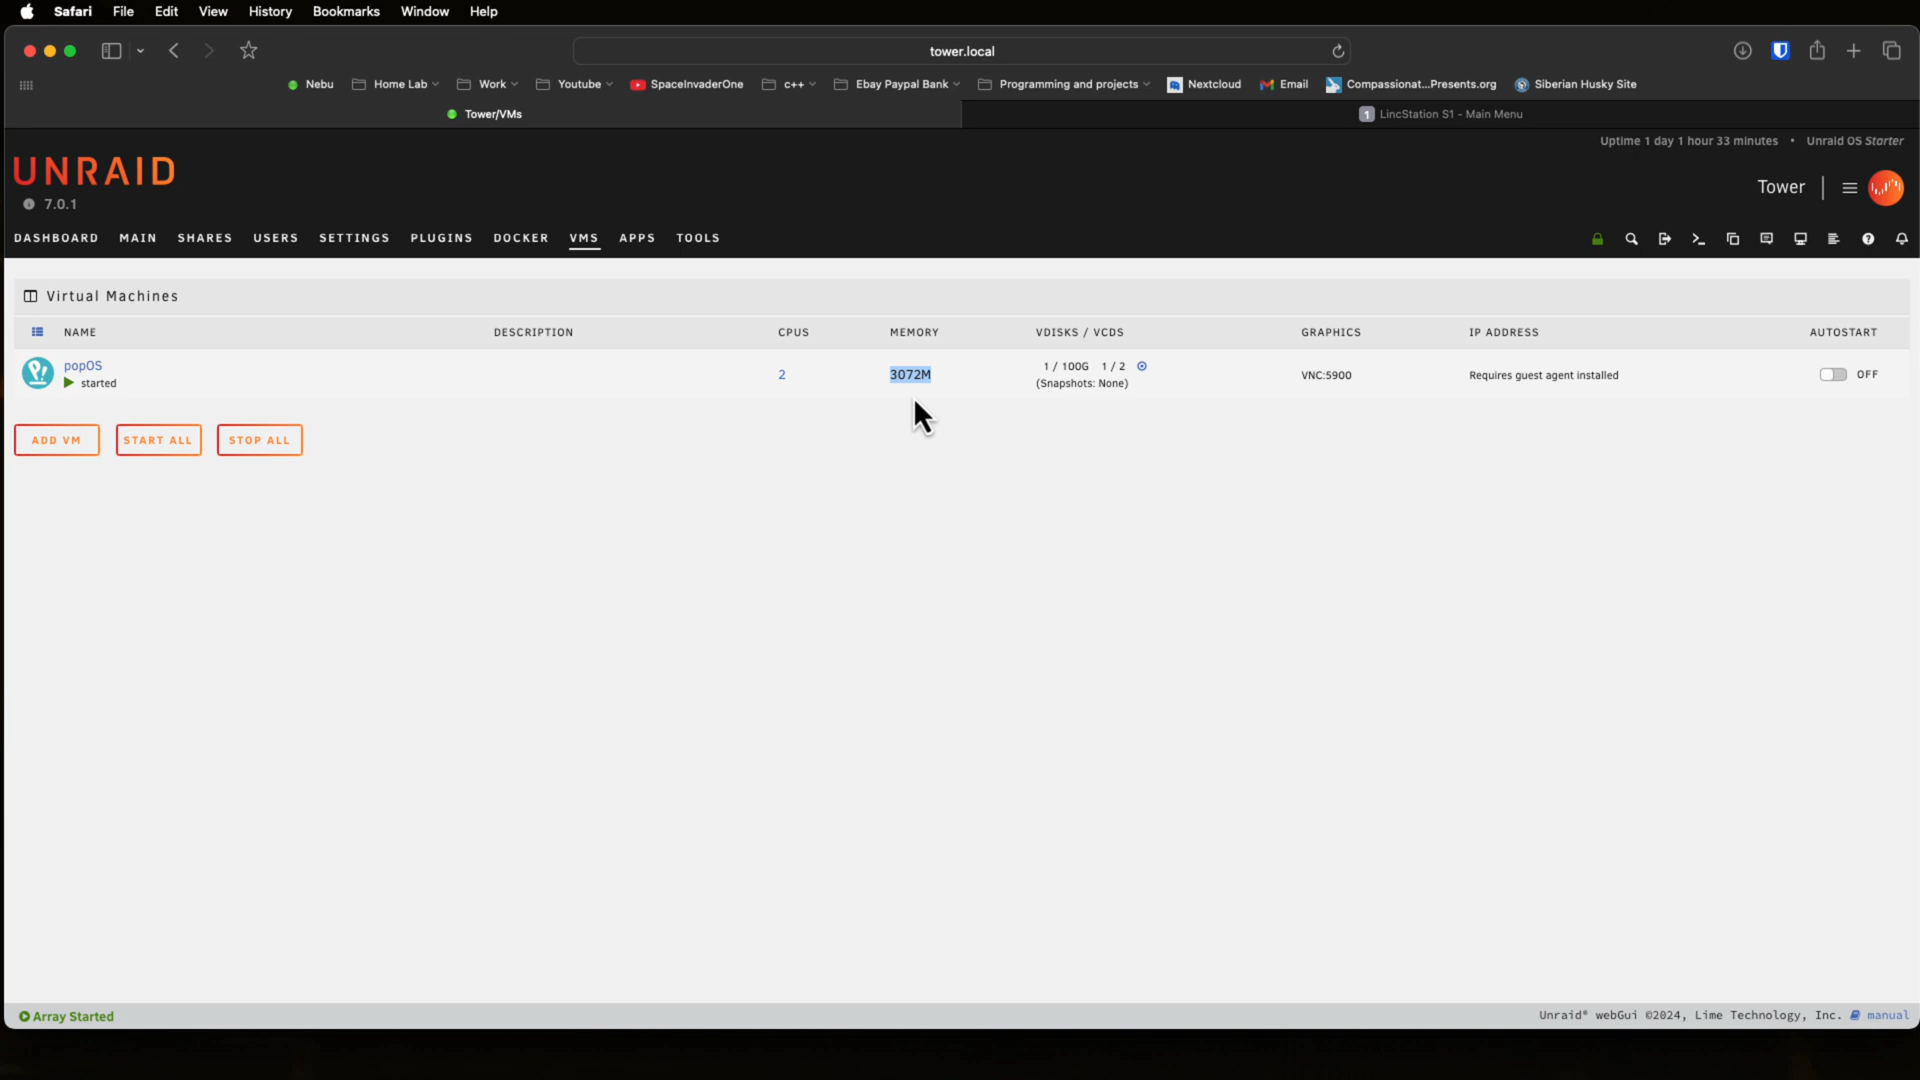 Safari File Edit View History Bookmarks Window Help
tower.local
Nebu Home Lab Work Youtube SpaceInvaderOne c++ Ebay Paypal Bank Programming and projects Nextcloud Email Compassionat...Presents.org Siberian Husky Site
Tower/VMs
1 LincStation S1 - Main Menu
Uptime 1 day 1 hour 33 minutes • Unraid OS Starter
UNRAID
7.0.1
Tower
DASHBOARD MAIN SHARES USERS SETTINGS PLUGINS DOCKER VMS APPS TOOLS
Virtual Machines
NAME DESCRIPTION CPUS MEMORY VDISKS / VCDS GRAPHICS IP ADDRESS AUTOSTART
popOS
started
2
3072M
1 / 100G 1 / 2
(Snapshots: None)
VNC:5900
Requires guest agent installed
OFF
ADD VM START ALL STOP ALL
Array Started
Unraid® webGui ©2024, Lime Technology, Inc. manual